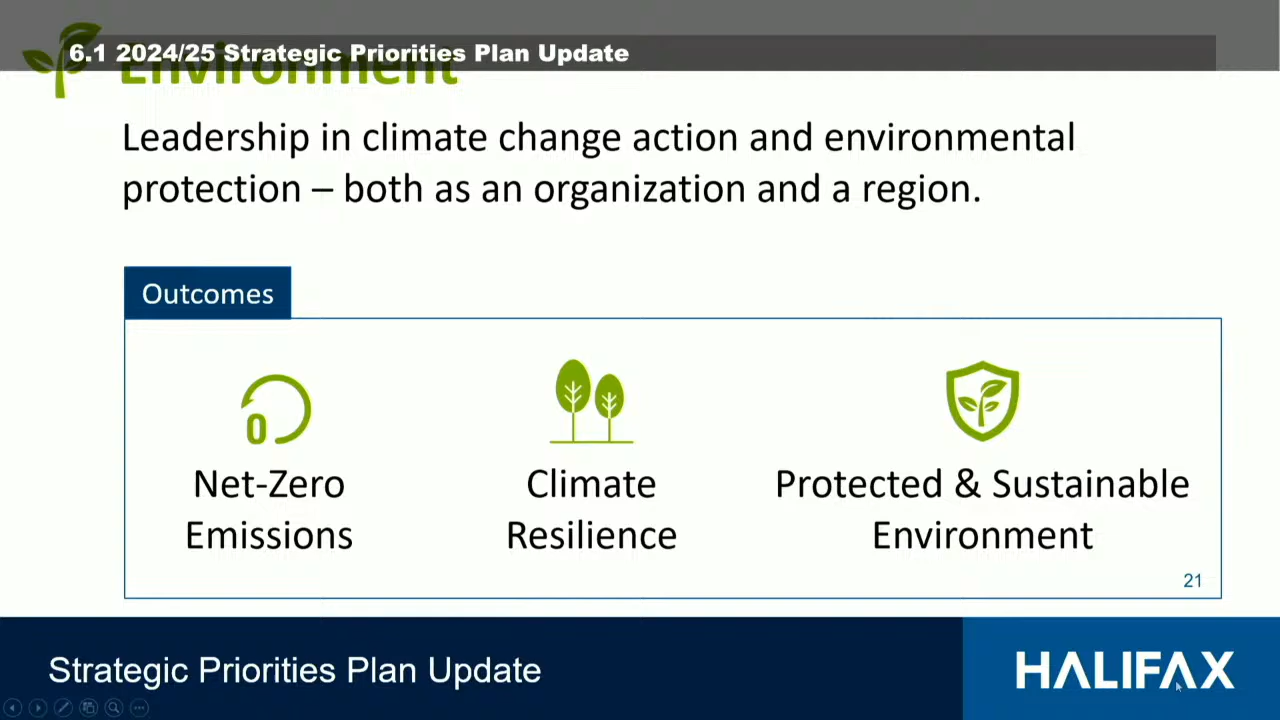 6.1 2024/25 Strategic Priorities Plan Update
Environment
Leadership in climate change action and environmental
protection – both as an organization and a region.
Outcomes
0
Net-Zero
Emissions
Climate
Resilience
Protected & Sustainable
Environment
21
Strategic Priorities Plan Update
HALIFAX